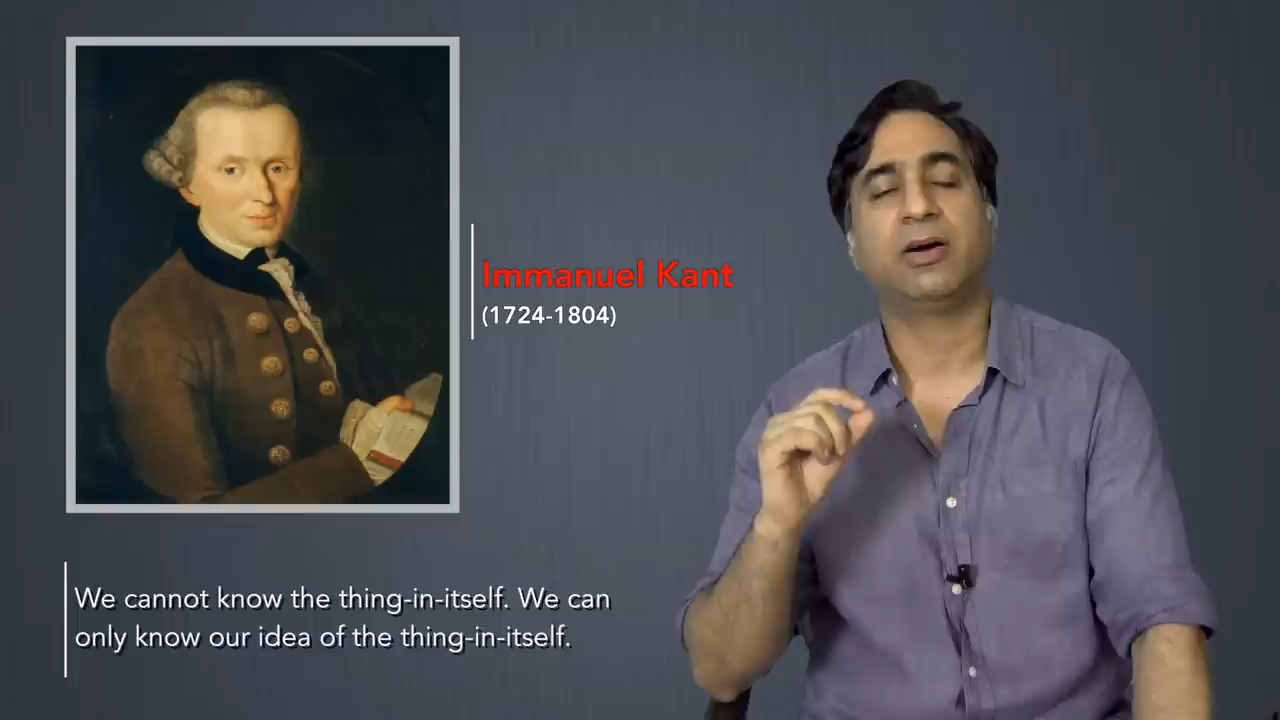 Immanuel Kant
(1724-1804)
We cannot know the thing-in-itself. We can
only know our idea of the thing-in-itself.